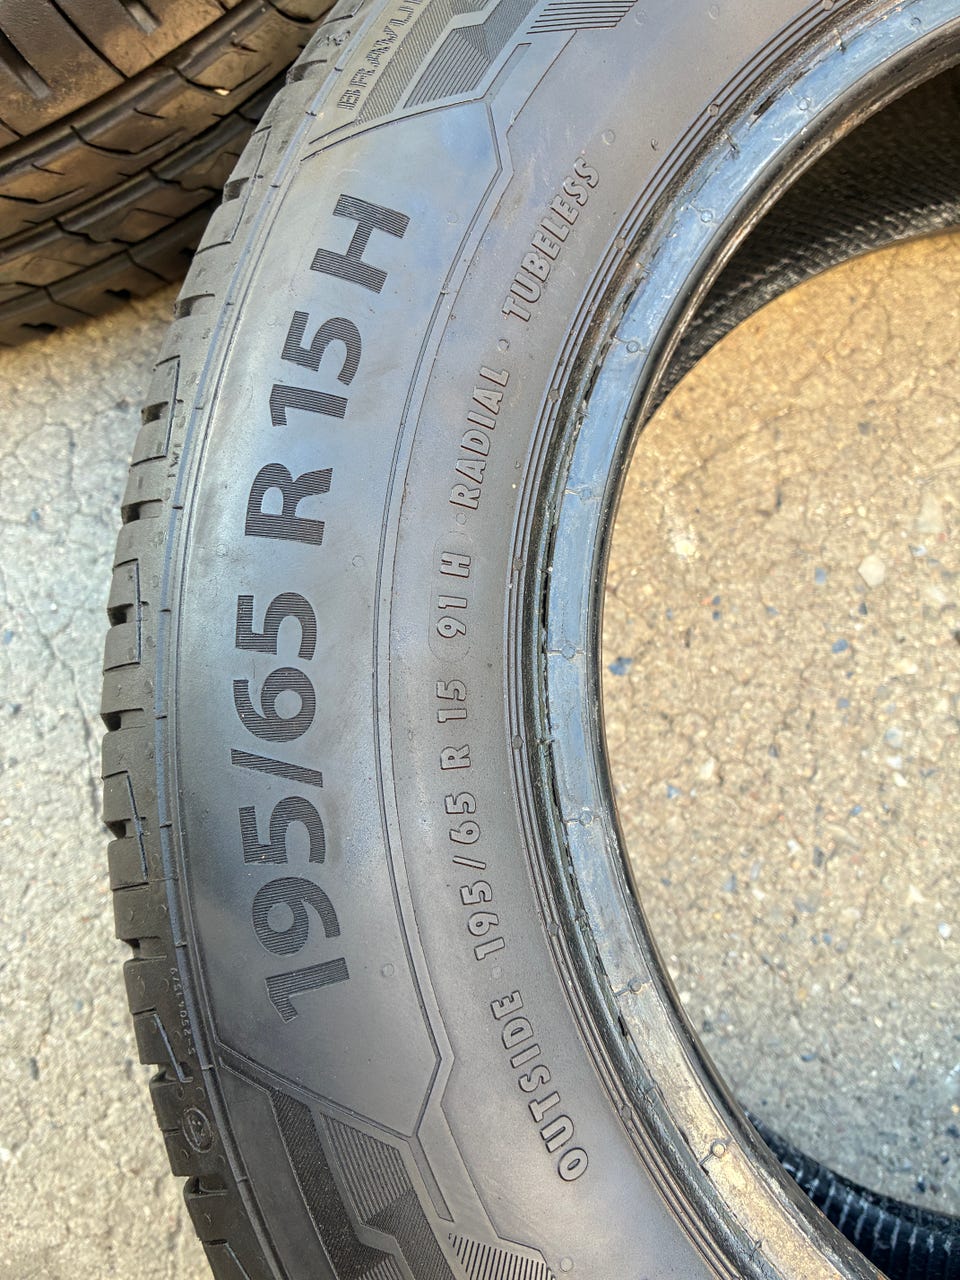 195/65 R 15 H
OUTSIDE · 195/65 R 15 91 H · RADIAL · TUBELESS